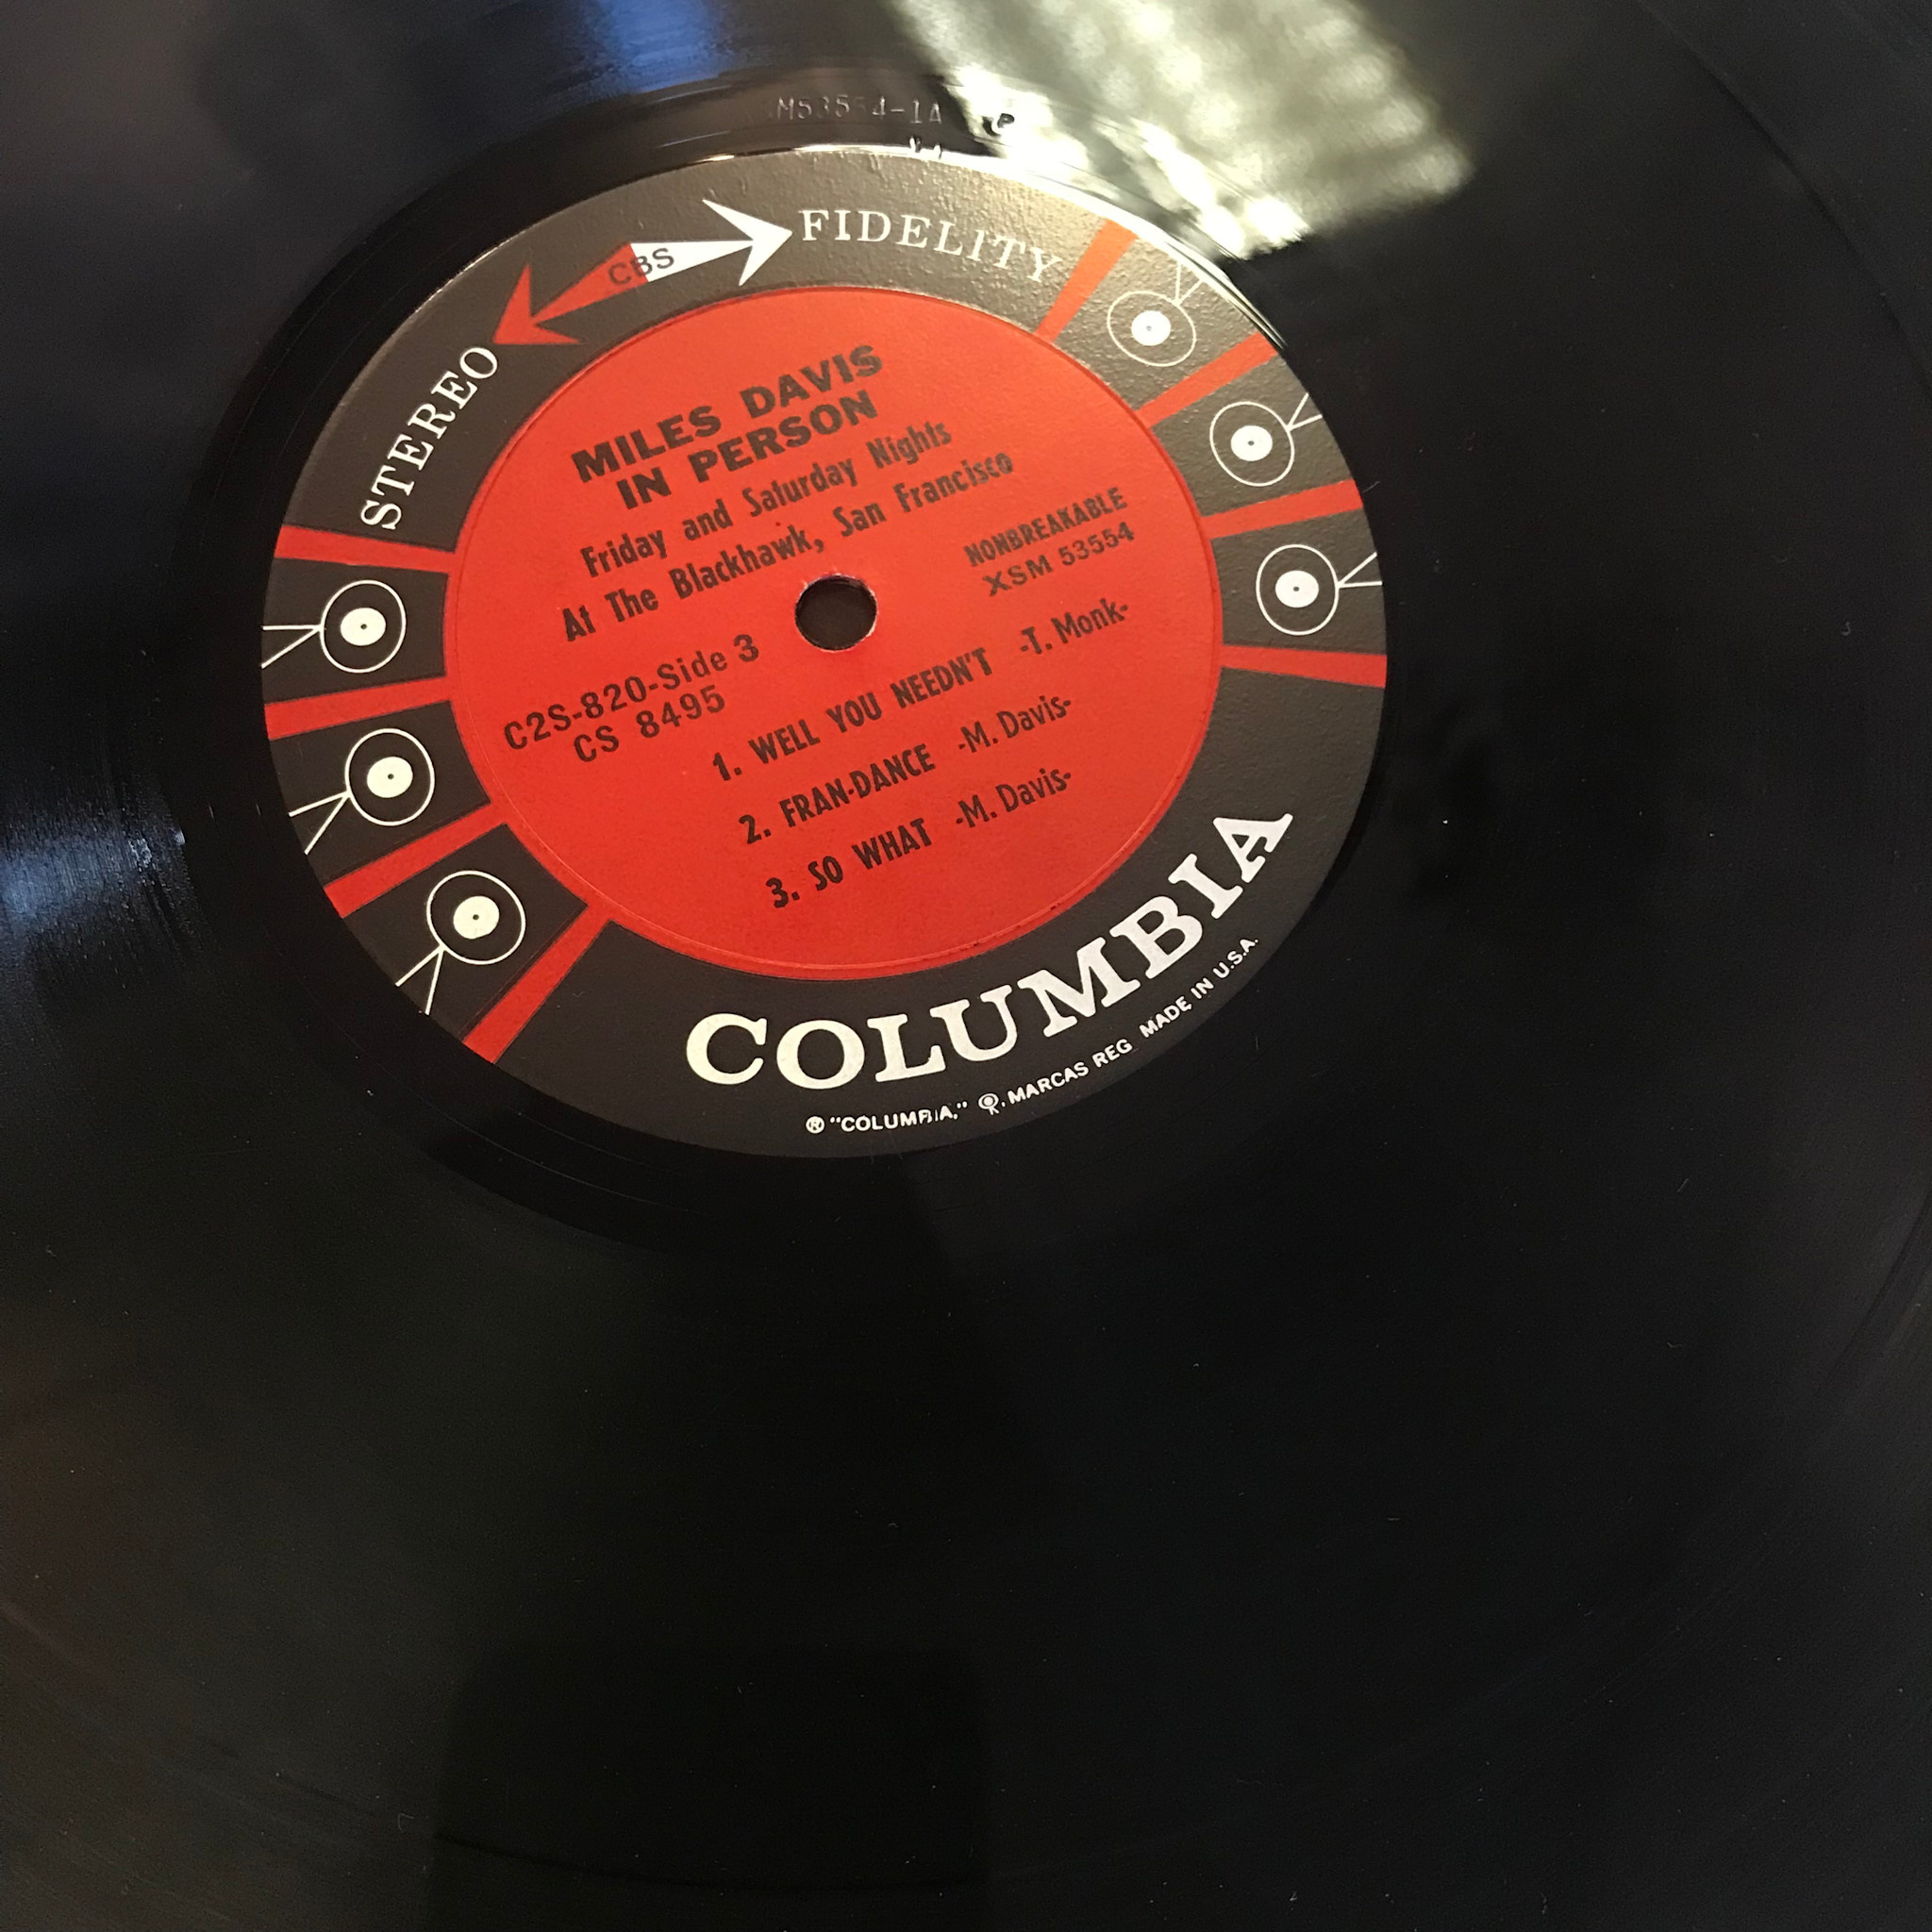 M53554-1A
STEREO CBS FIDELITY
MILES DAVIS
IN PERSON
Friday and Saturday Nights
At The Blackhawk, San Francisco
NONBREAKABLE
XSM 53554
C2S-820-Side 3
CS 8495
1. WELL YOU NEEDN'T -T. Monk-
2. FRAN-DANCE -M. Davis-
3. SO WHAT -M. Davis-
COLUMBIA
® "COLUMBIA," MARCAS REG MADE IN U.S.A.